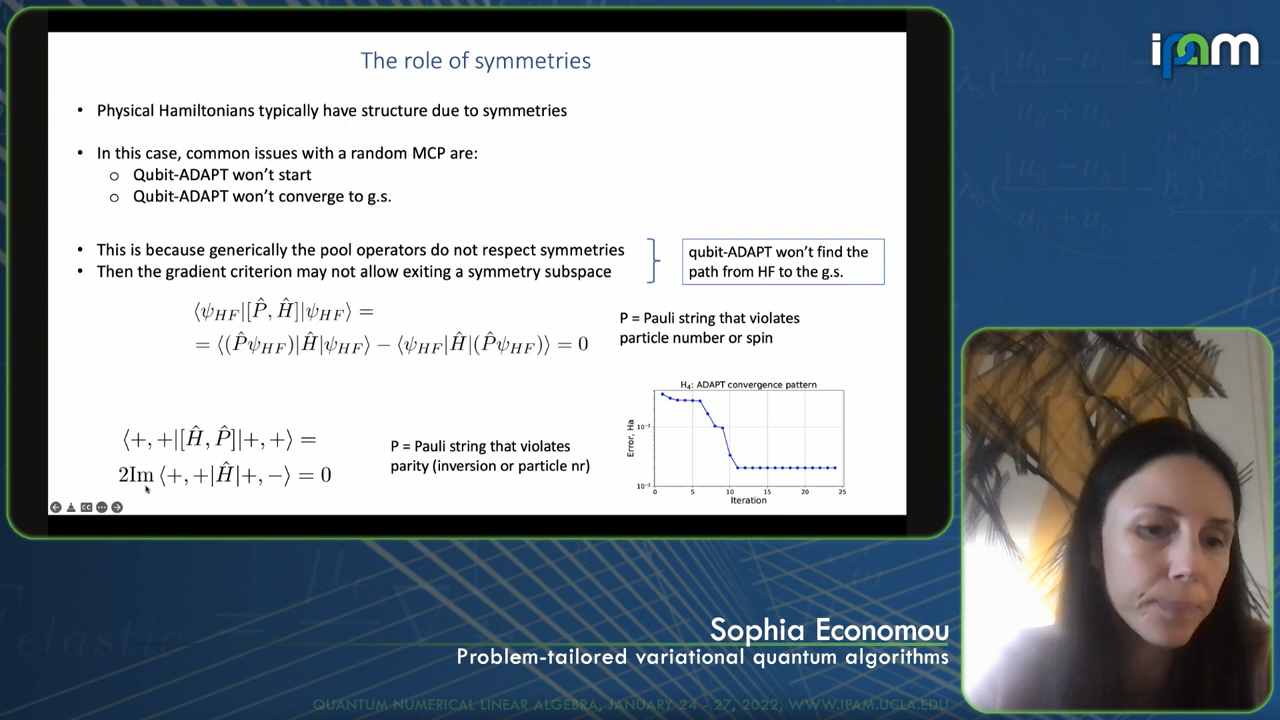 ipam
The role of symmetries
• Physical Hamiltonians typically have structure due to symmetries
• In this case, common issues with a random MCP are:
o Qubit-ADAPT won't start
o Qubit-ADAPT won't converge to g.s.
• This is because generically the pool operators do not respect symmetries
• Then the gradient criterion may not allow exiting a symmetry subspace
qubit-ADAPT won't find the
path from HF to the g.s.
⟨ψ_HF|[P̂, Ĥ]|ψ_HF⟩ =
= ⟨(P̂ψ_HF)|Ĥ|ψ_HF⟩ − ⟨ψ_HF|Ĥ|(P̂ψ_HF)⟩ = 0
P = Pauli string that violates
particle number or spin
⟨+, +|[Ĥ, P̂]|+, +⟩ =
2Im ⟨+, +|Ĥ|+, −⟩ = 0
P = Pauli string that violates
parity (inversion or particle nr)
H₄: ADAPT convergence pattern
Error, Ha
10⁻²
10⁻³
0 5 10 15 20 25
Iteration
CC
Sophia Economou
Problem-tailored variational quantum algorithms
QUANTUM NUMERICAL LINEAR ALGEBRA, JANUARY 24 - 27, 2022, WWW.IPAM.UCLA.EDU
elastic